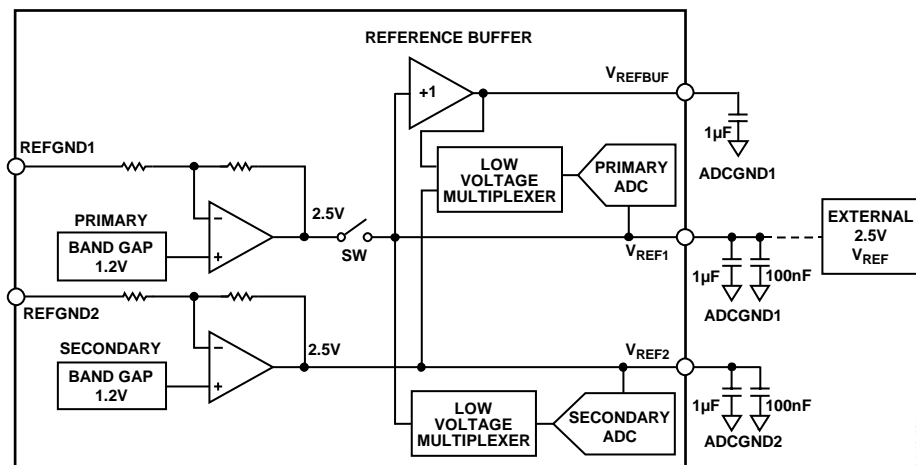 REFERENCE BUFFER
VREFBUF
+1
1µF
ADCGND1
REFGND1
LOW
VOLTAGE
MULTIPLEXER
PRIMARY
ADC
PRIMARY
BAND GAP
1.2V
−
+
2.5V
SW
VREF1
1µF
100nF
ADCGND1
EXTERNAL
2.5V
VREF
REFGND2
SECONDARY
BAND GAP
1.2V
−
+
2.5V
VREF2
LOW
VOLTAGE
MULTIPLEXER
SECONDARY
ADC
1µF
100nF
ADCGND2